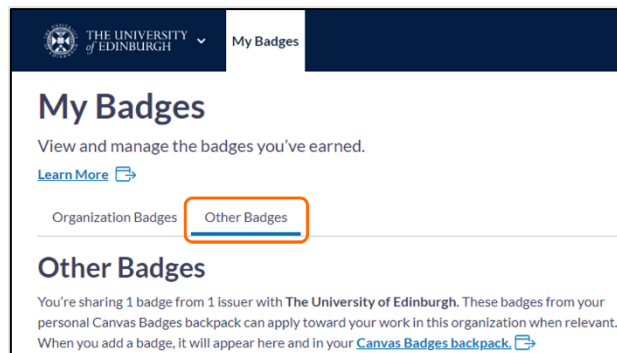 THE UNIVERSITY
of EDINBURGH
My Badges
My Badges
View and manage the badges you've earned.
Learn More
Organization Badges Other Badges
Other Badges
You're sharing 1 badge from 1 issuer with The University of Edinburgh. These badges from your
personal Canvas Badges backpack can apply toward your work in this organization when relevant.
When you add a badge, it will appear here and in your Canvas Badges backpack.